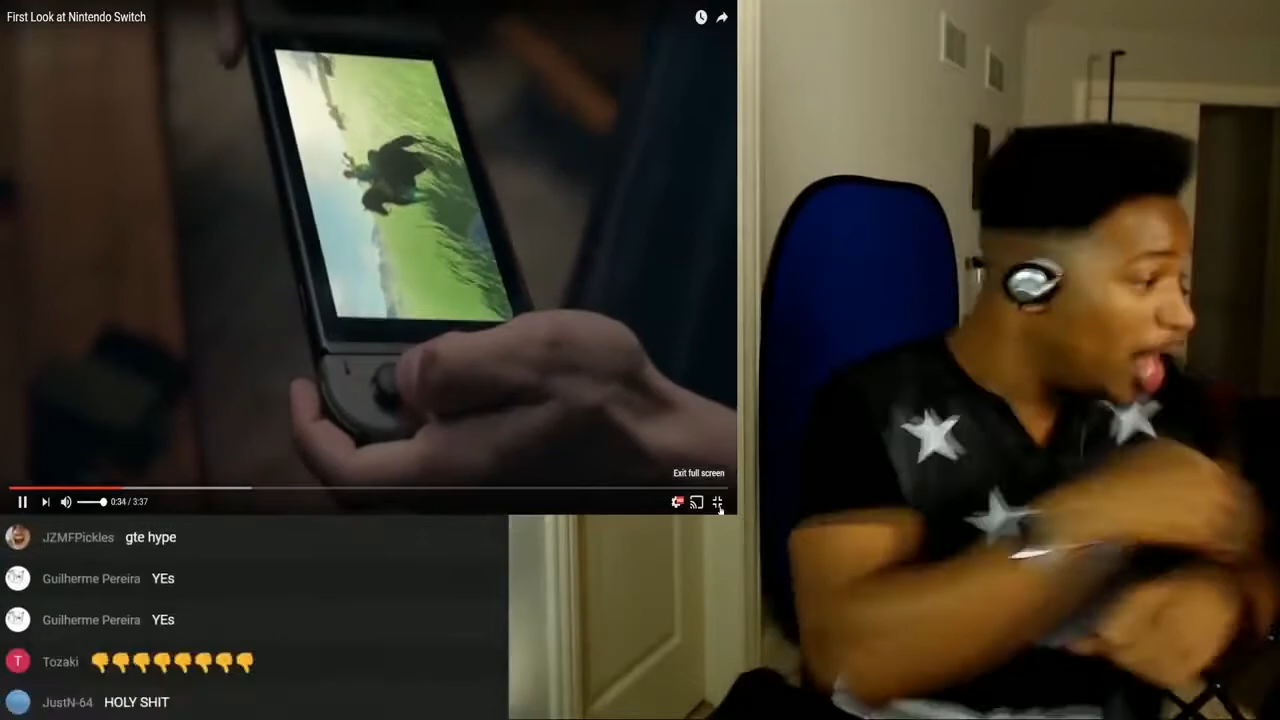 First Look at Nintendo Switch
Exit full screen
0:34 / 3:37
JZMFPickles gte hype
Guilherme Pereira YEs
Guilherme Pereira YEs
T Tozaki 👎👎👎👎👎👎👎👎
JustN-64 HOLY SHIT